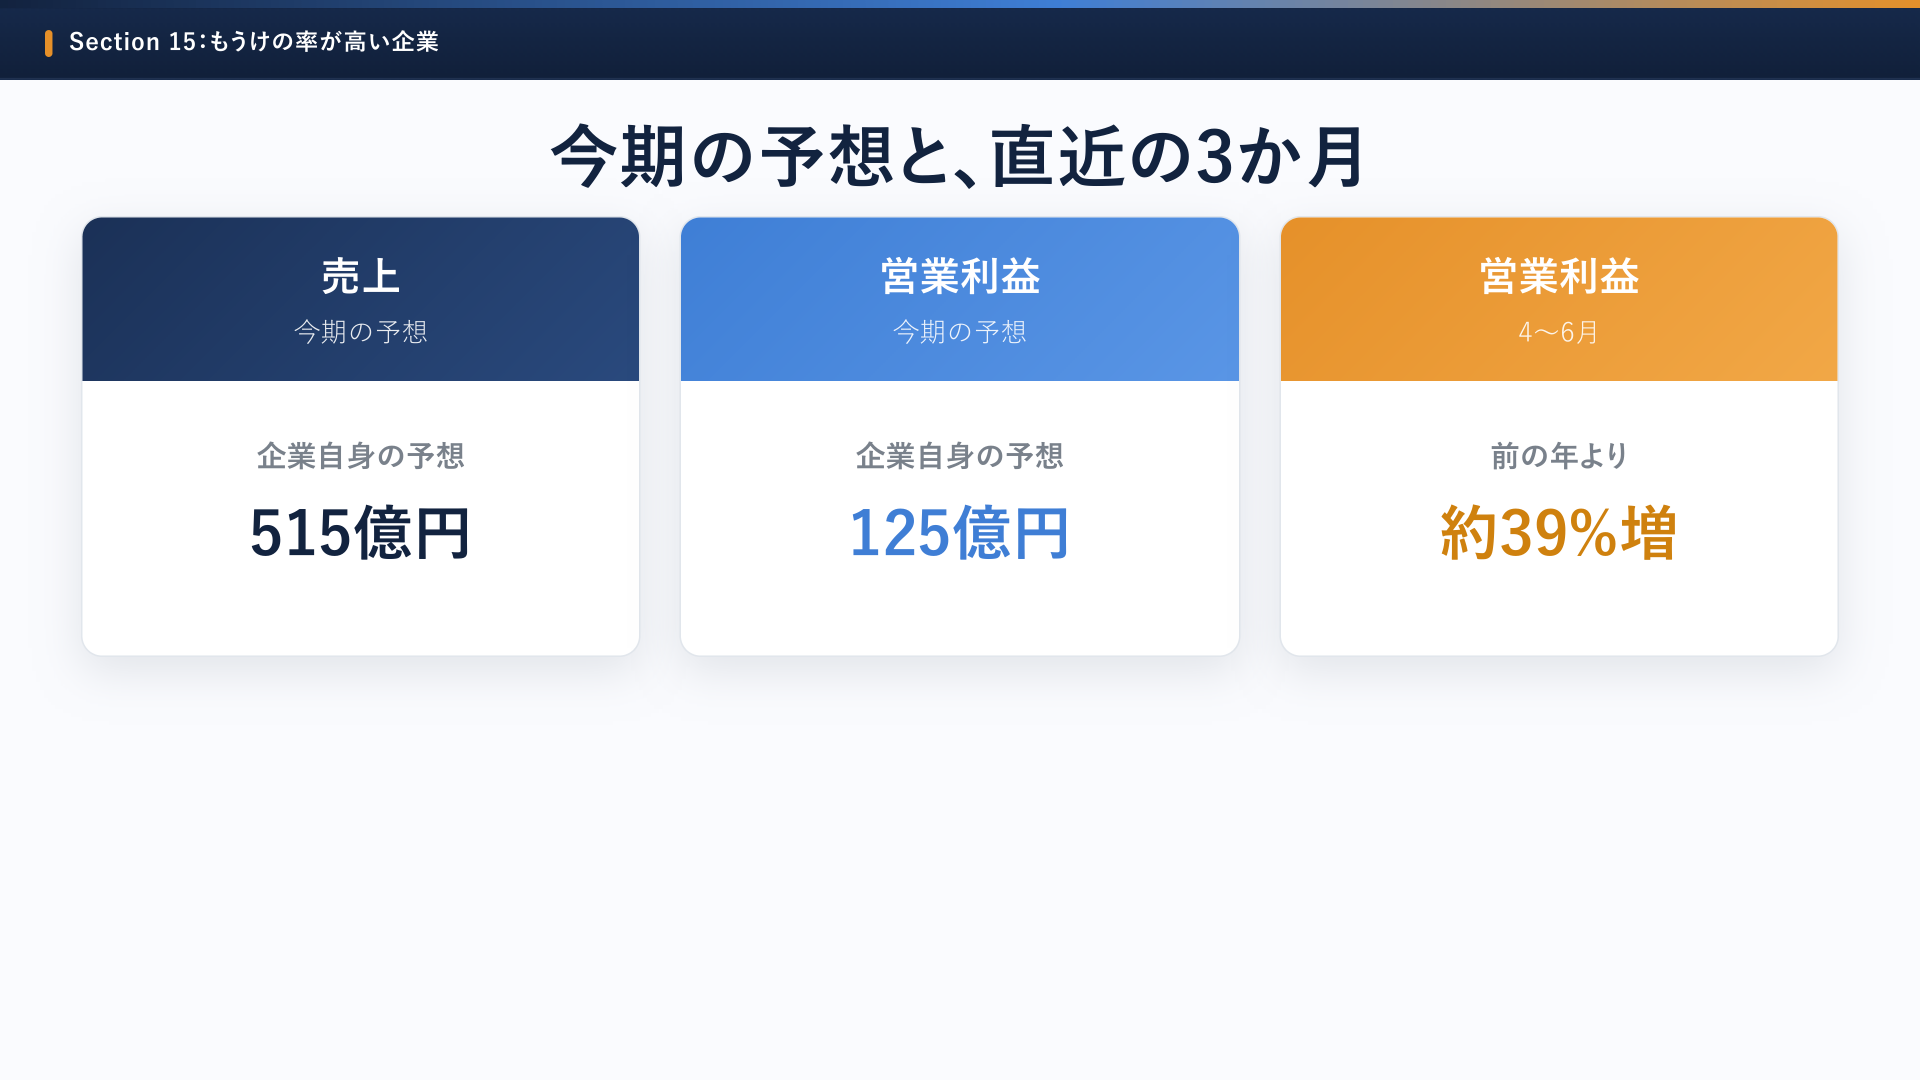 Section 15：もうけの率が高い企業
今期の予想と、直近の3か月
売上
今期の予想
企業自身の予想
515億円
営業利益
今期の予想
企業自身の予想
125億円
営業利益
4〜6月
前の年より
約39%増